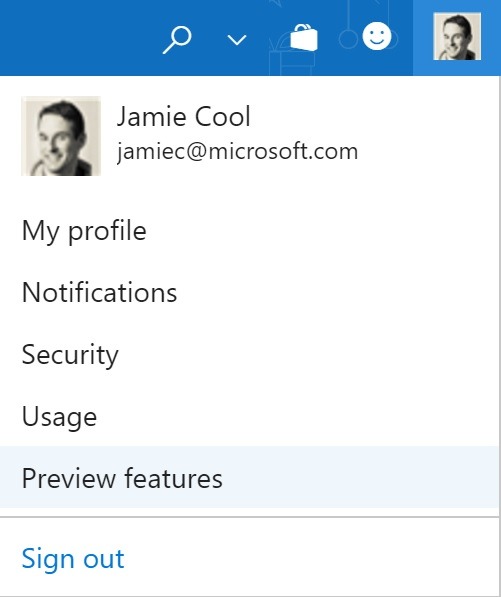 Jamie Cool
jamiec@microsoft.com
My profile
Notifications
Security
Usage
Preview features
Sign out